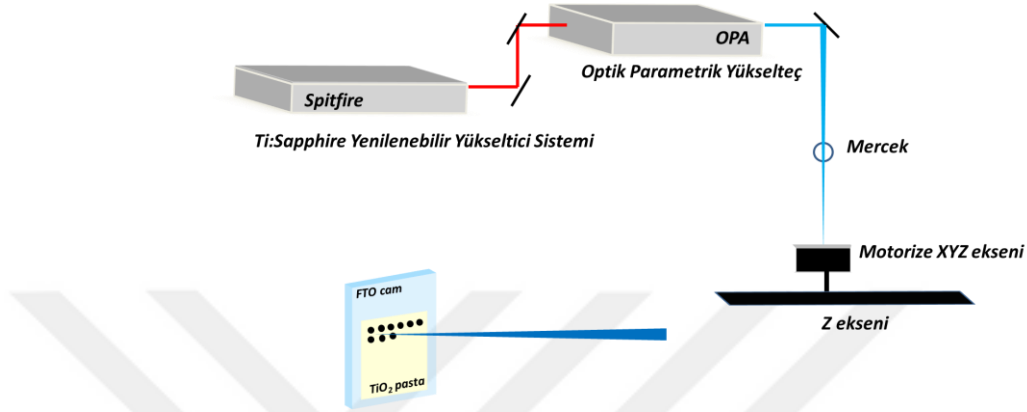 OPA
Optik Parametrik Yükselteç
Spitfire
Ti:Sapphire Yenilenebilir Yükseltici Sistemi
Mercek
Motorize XYZ ekseni
Z ekseni
FTO cam
TiO₂ pasta